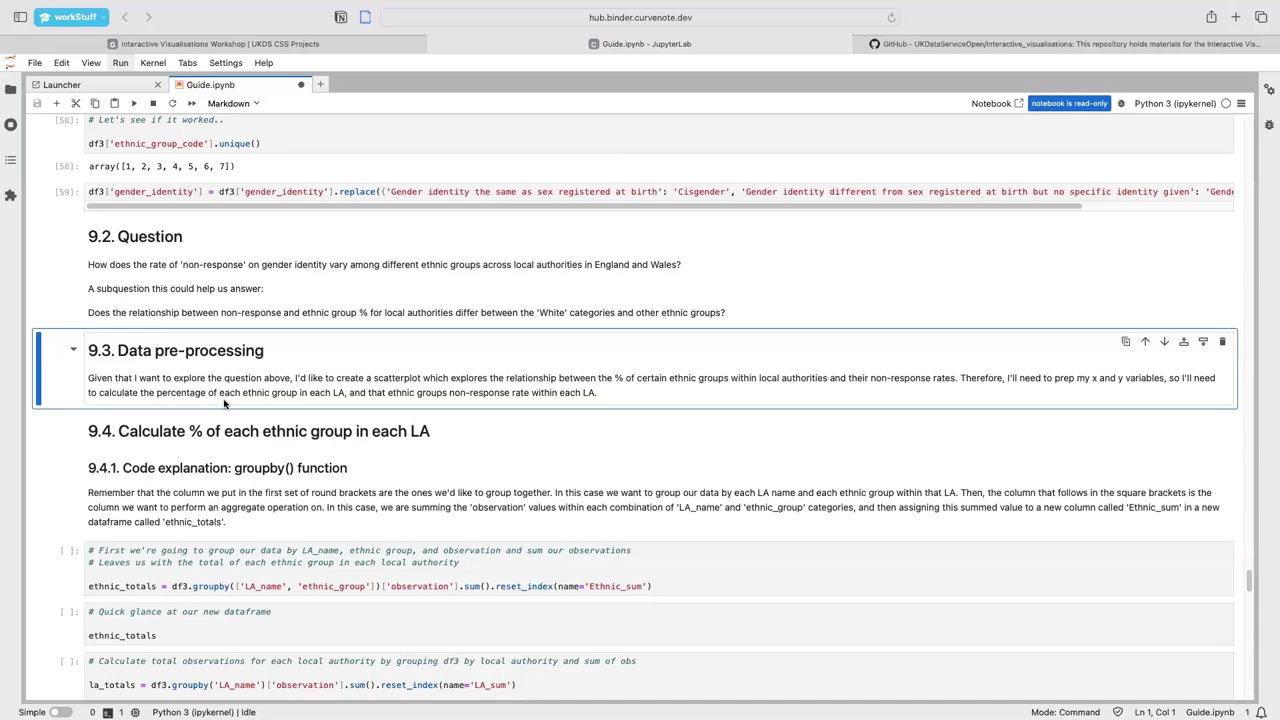 workStuff
hub.binder.curvenote.dev
Interactive Visualisations Workshop | UKDS CSS Projects
Guide.ipynb - JupyterLab
GitHub - UKDataServiceOpen/Interactive_visualisations: This repository holds materials for the Interactive Vis...
File Edit View Run Kernel Tabs Settings Help
Launcher
Guide.ipynb
Markdown
Notebook
notebook is read-only
Python 3 (ipykernel)
[58]: # Let's see if it worked..
df3['ethnic_group_code'].unique()
[58]: array([1, 2, 3, 4, 5, 6, 7])
[59]: df3['gender_identity'] = df3['gender_identity'].replace({'Gender identity the same as sex registered at birth': 'Cisgender', 'Gender identity different from sex registered at birth but no specific identity given': 'Gende
9.2. Question
How does the rate of 'non-response' on gender identity vary among different ethnic groups across local authorities in England and Wales?
A subquestion this could help us answer:
Does the relationship between non-response and ethnic group % for local authorities differ between the 'White' categories and other ethnic groups?
9.3. Data pre-processing
Given that I want to explore the question above, I'd like to create a scatterplot which explores the relationship between the % of certain ethnic groups within local authorities and their non-response rates. Therefore, I'll need to prep my x and y variables, so I'll need
to calculate the percentage of each ethnic group in each LA, and that ethnic groups non-response rate within each LA.
9.4. Calculate % of each ethnic group in each LA
9.4.1. Code explanation: groupby() function
Remember that the column we put in the first set of round brackets are the ones we'd like to group together. In this case we want to group our data by each LA name and each ethnic group within that LA. Then, the column that follows in the square brackets is the
column we want to perform an aggregate operation on. In this case, we are summing the 'observation' values within each combination of 'LA_name' and 'ethnic_group' categories, and then assigning this summed value to a new column called 'Ethnic_sum' in a new
dataframe called 'ethnic_totals'.
[ ]: # First we're going to group our data by LA_name, ethnic group, and observation and sum our observations
# Leaves us with the total of each ethnic group in each local authority
ethnic_totals = df3.groupby(['LA_name', 'ethnic_group'])['observation'].sum().reset_index(name='Ethnic_sum')
[ ]: # Quick glance at our new dataframe
ethnic_totals
[ ]: # Calculate total observations for each local authority by grouping df3 by local authority and sum of obs
la_totals = df3.groupby('LA_name')['observation'].sum().reset_index(name='LA_sum')
Simple 0 1 Python 3 (ipykernel) | Idle
Mode: Command Ln 1, Col 1 Guide.ipynb 1